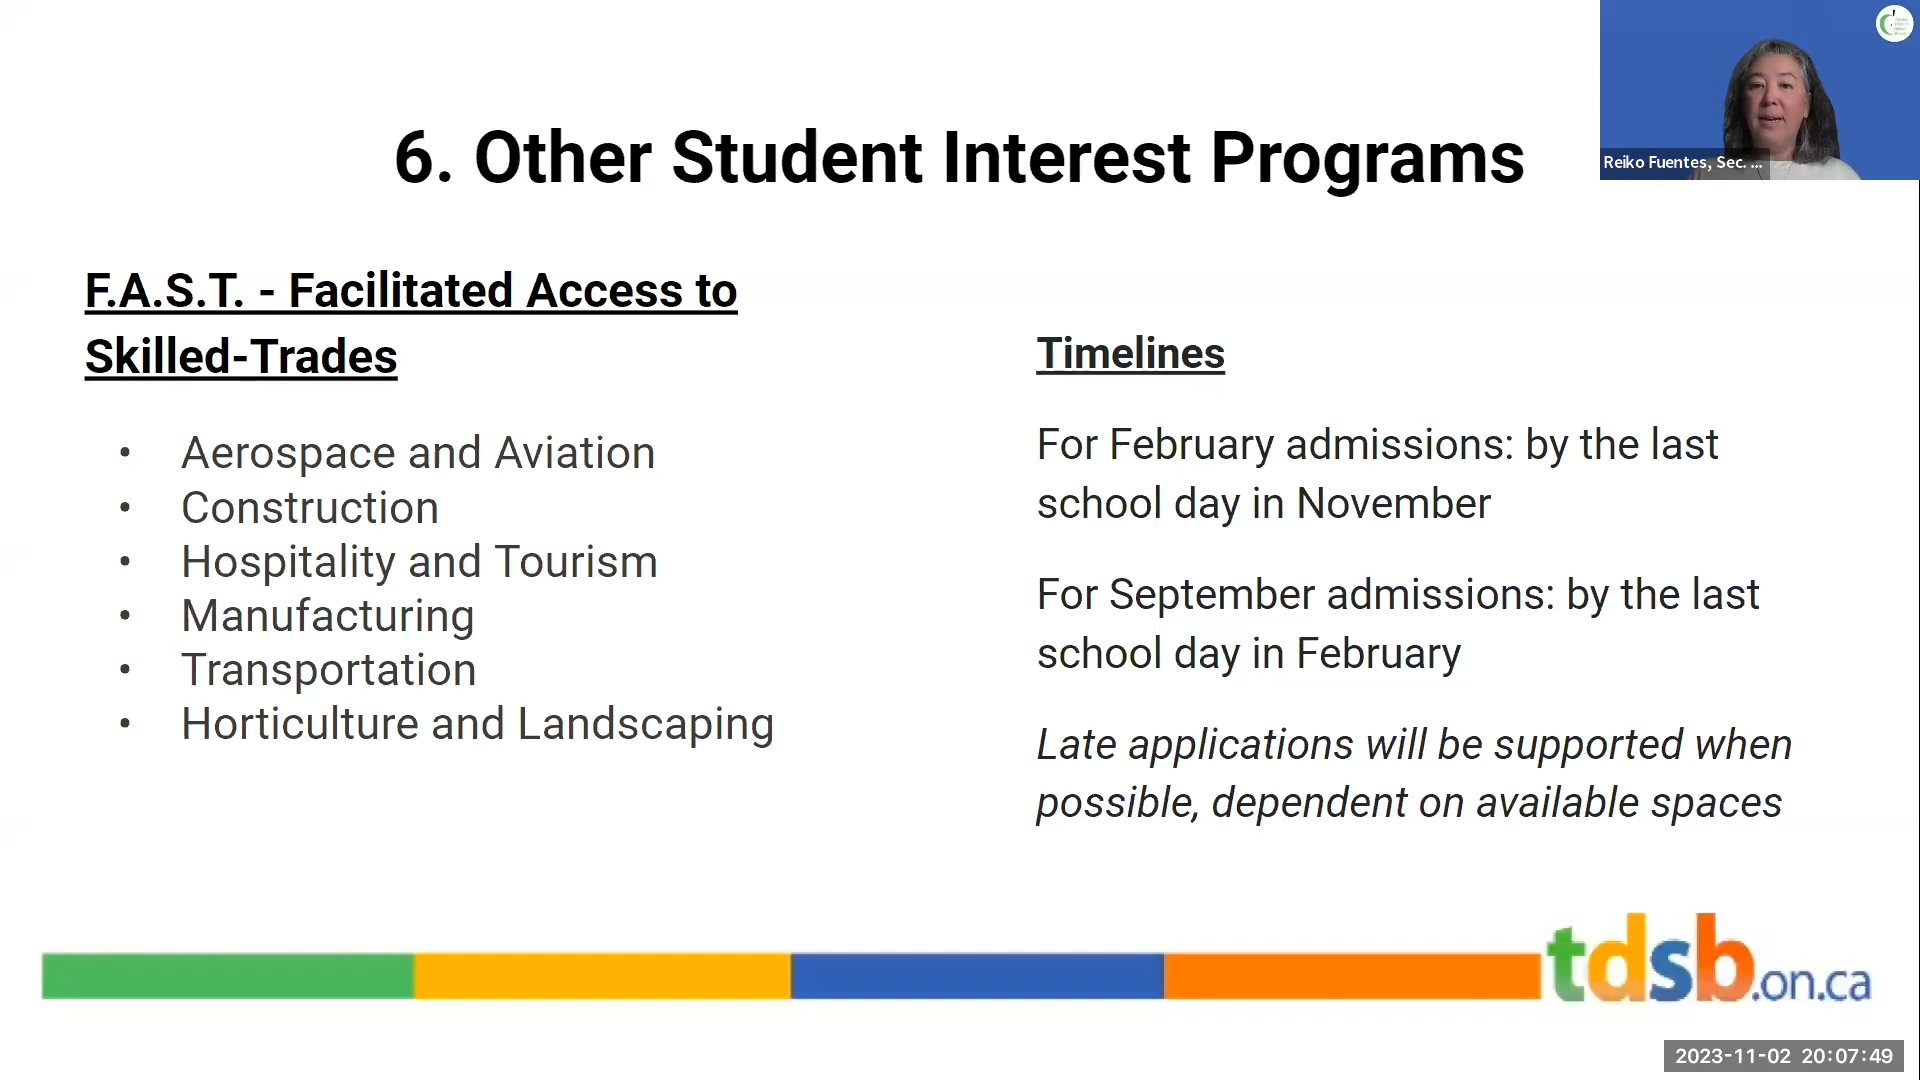 6. Other Student Interest Programs
Reiko Fuentes, Sec. ...
F.A.S.T. - Facilitated Access to
Skilled-Trades
• Aerospace and Aviation
• Construction
• Hospitality and Tourism
• Manufacturing
• Transportation
• Horticulture and Landscaping
Timelines
For February admissions: by the last
school day in November
For September admissions: by the last
school day in February
Late applications will be supported when
possible, dependent on available spaces
tdsb.on.ca
2023-11-02 20:07:49